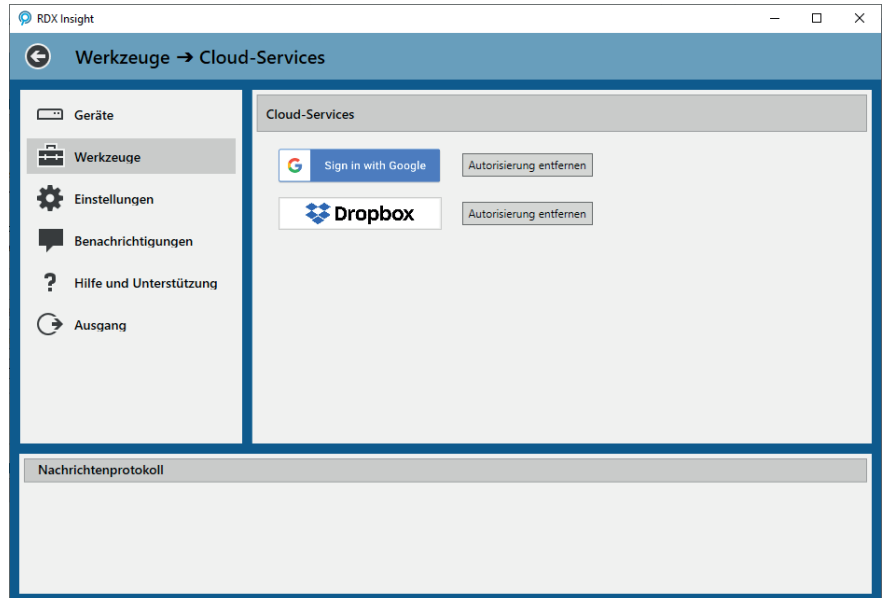 RDX Insight
Werkzeuge ➔ Cloud-Services
Geräte
Werkzeuge
Einstellungen
Benachrichtigungen
Hilfe und Unterstützung
Ausgang
Cloud-Services
Sign in with Google
Autorisierung entfernen
Dropbox
Autorisierung entfernen
Nachrichtenprotokoll